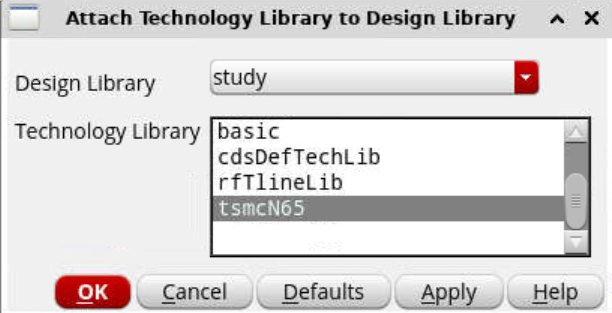 Attach Technology Library to Design Library
Design Library
study
Technology Library
basic
cdsDefTechLib
rfTlineLib
tsmcN65
OK Cancel Defaults Apply Help